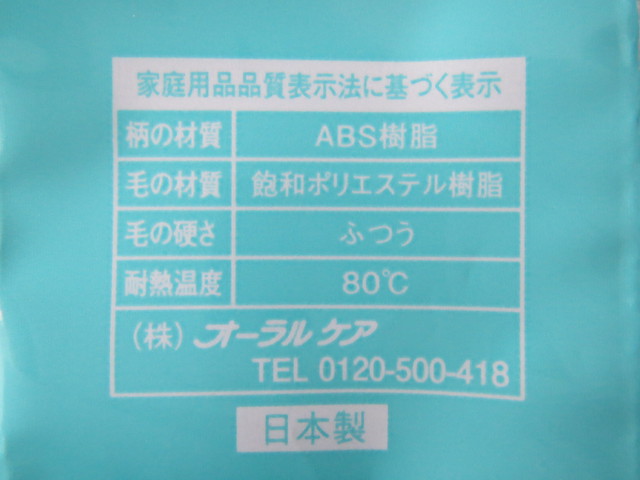 家庭用品品質表示法に基づく表示
柄の材質 ABS樹脂
毛の材質 飽和ポリエステル樹脂
毛の硬さ ふつう
耐熱温度 80℃
(株)オーラルケア
TEL 0120-500-418
日本製